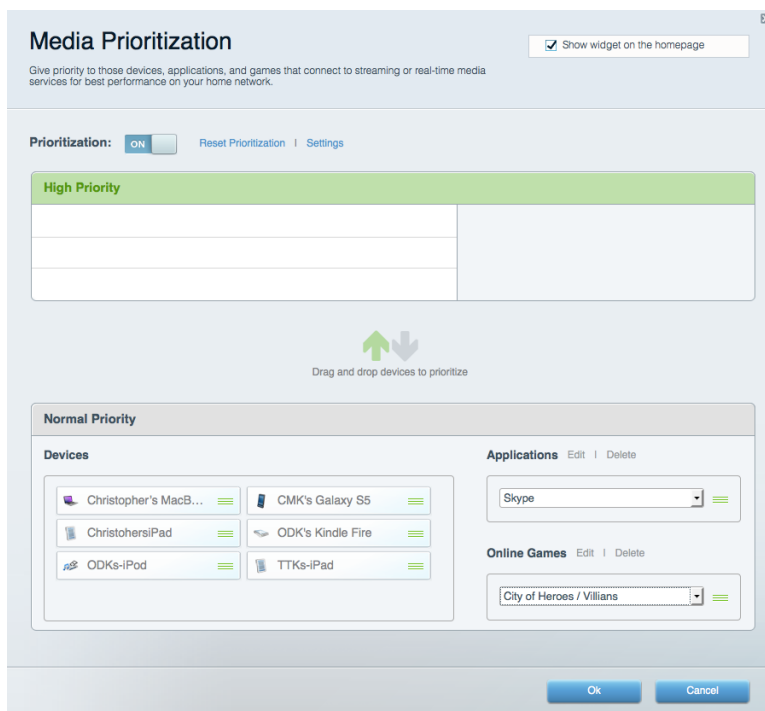 Media Prioritization
Show widget on the homepage
Give priority to those devices, applications, and games that connect to streaming or real-time media
services for best performance on your home network.
Prioritization: ON Reset Prioritization | Settings
High Priority
Drag and drop devices to prioritize
Normal Priority
Devices
Christopher's MacB...
CMK's Galaxy S5
ChristohersiPad
ODK's Kindle Fire
ODKs-iPod
TTKs-iPad
Applications Edit | Delete
Skype
Online Games Edit | Delete
City of Heroes / Villians
Ok
Cancel